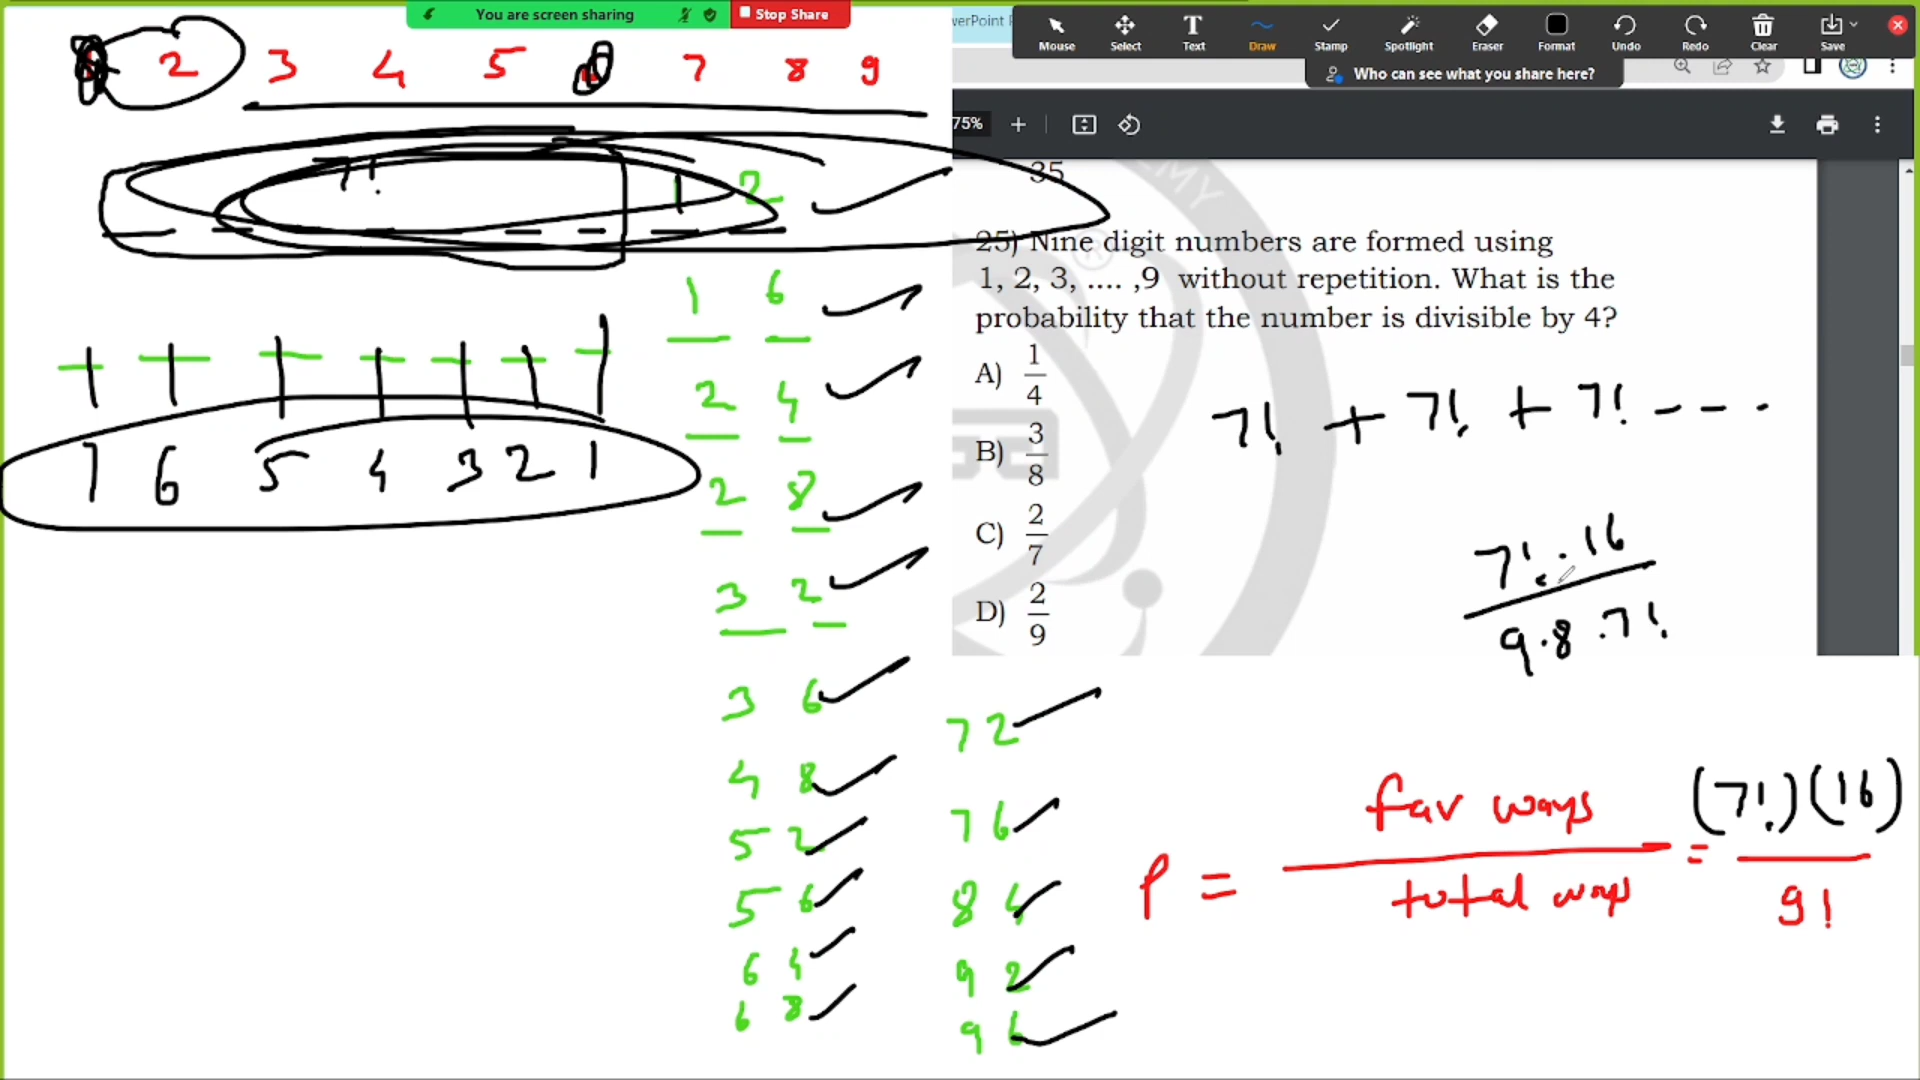 You are screen sharing Stop Share
werPoint P
Mouse Select Text Draw Stamp Spotlight Eraser Format Undo Redo Clear Save
Who can see what you share here?
75%
2 3 4 5 7 8 9
7! 1 2
1 6
2 4
2 8
3 2
3 6
4 8
5 2
5 6
6 4
6 8
7 6 5 4 3 2 1
35
25) Nine digit numbers are formed using
1, 2, 3, .... ,9 without repetition. What is the
probability that the number is divisible by 4?
A) 1/4
B) 3/8
C) 2/7
D) 2/9
7! + 7! + 7! - - -
7! . 16
9 . 8 . 7!
7 2
7 6
8 4
9 2
9 6
P = fav ways / total ways = (7!)(16) / 9!